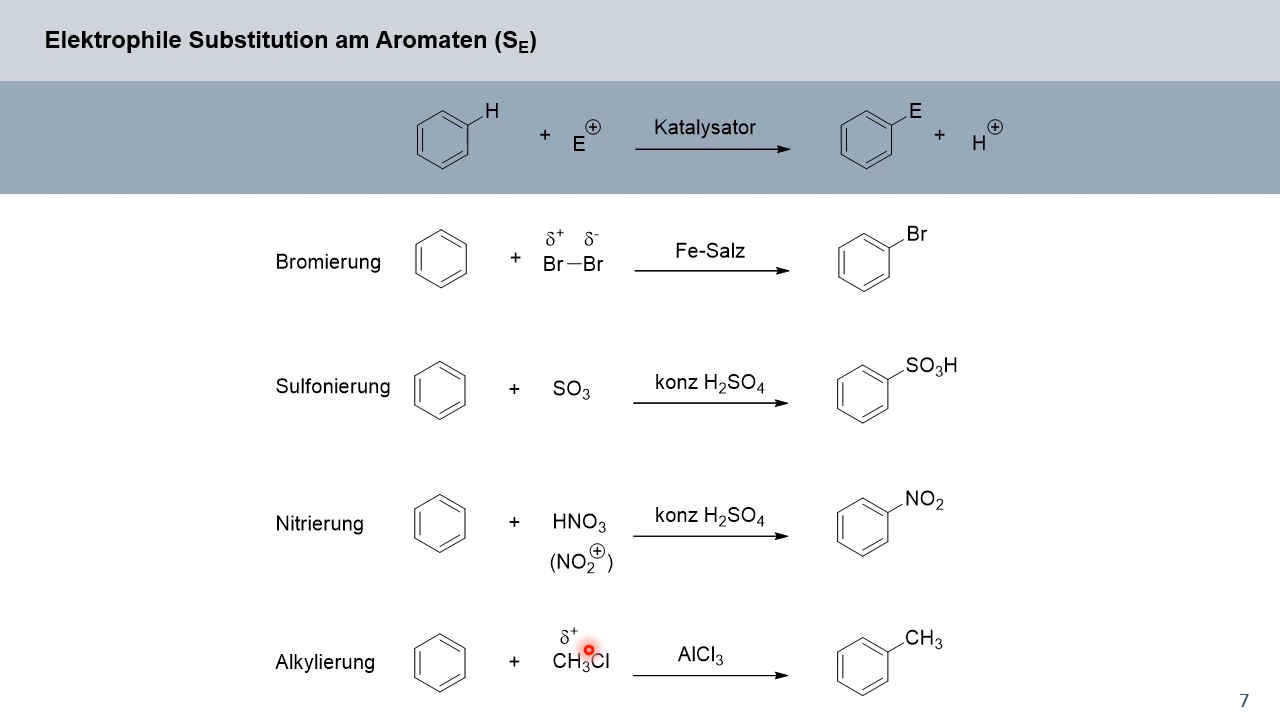 Elektrophile Substitution am Aromaten (S_E)
H + E⊕ Katalysator E + H⊕
Bromierung + δ⁺ δ⁻ Br–Br Fe-Salz Br
Sulfonierung + SO₃ konz H₂SO₄ SO₃H
Nitrierung + HNO₃ konz H₂SO₄ NO₂
(NO₂⊕)
δ⁺
Alkylierung + CH₃Cl AlCl₃ CH₃
7